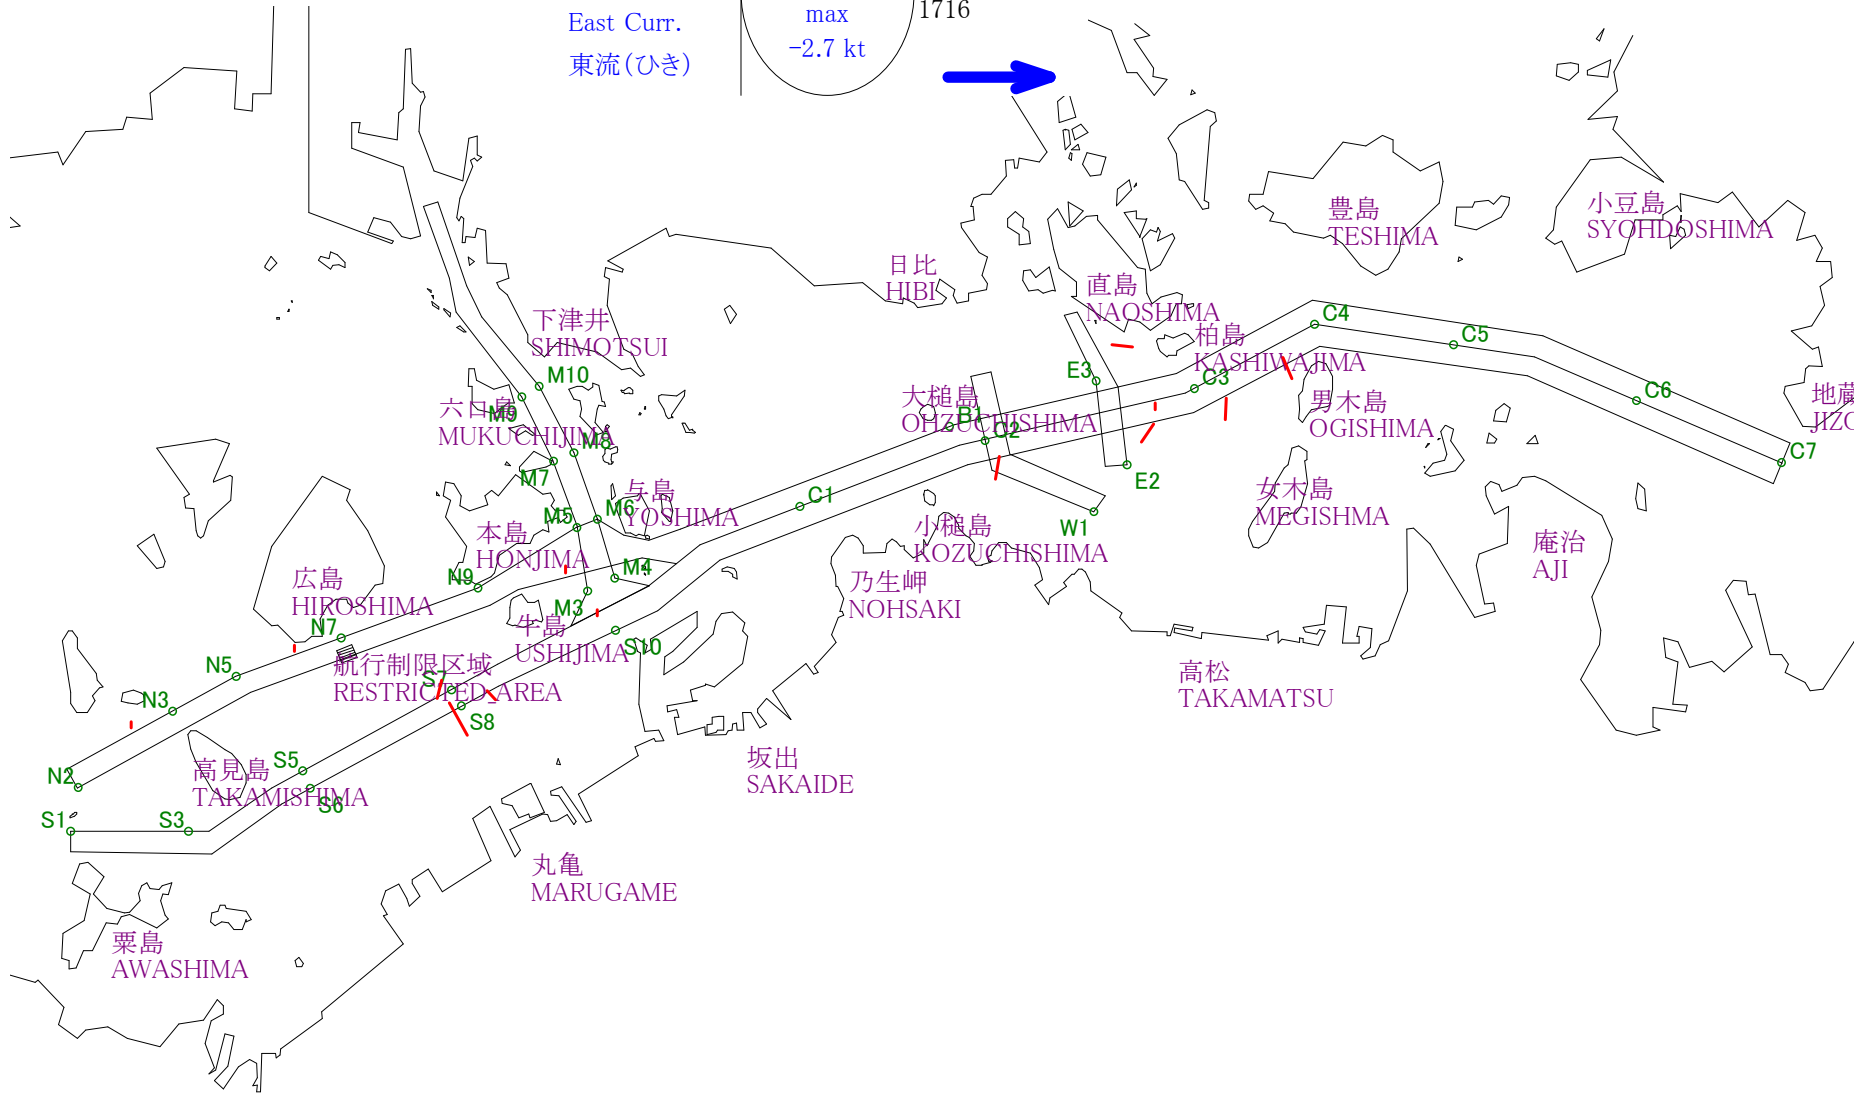 East Curr.
東流(ひき)
max
-2.7 kt
1716
豊島
TESHIMA
小豆島
SYOHDOSHIMA
日比
HIBI
直島
NAOSHIMA
下津井
SHIMOTSUI
柏島
KASHIWAJIMA
C4
C5
E3
C3
M10
M9
六口島
MUKUCHIJIMA
M8
M7
大槌島
OHZUCHISHIMA
B1
C2
男木島
OGISHIMA
C6
地蔵
C7
E2
女木島
MEGISHMA
与島
YOSHIMA
C1
M5
M6
W1
本島
HONJIMA
小槌島
KOZUCHISHIMA
庵治
AJI
広島
HIROSHIMA
N9
M4
M3
乃生岬
NOHSAKI
N7
牛島
USHIJIMA
S10
航行制限区域
RESTRICTED_AREA
N5
S7
高松
TAKAMATSU
N3
S8
N2
高見島
TAKAMISHIMA
S5
S6
坂出
SAKAIDE
S1
S3
丸亀
MARUGAME
粟島
AWASHIMA